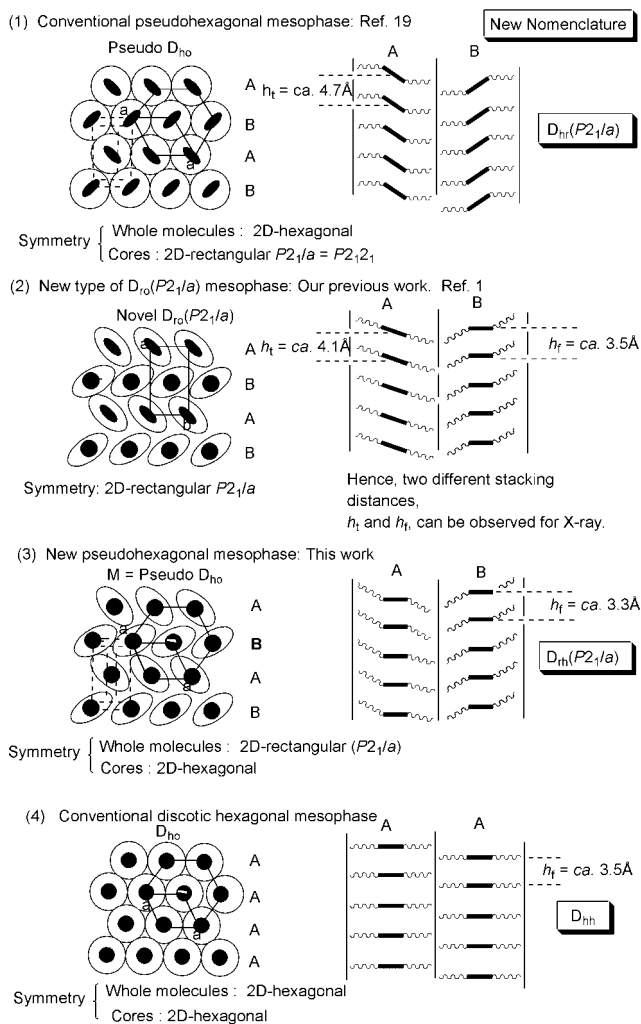 (1) Conventional pseudohexagonal mesophase: Ref. 19
New Nomenclature
Pseudo Dho
A
B
A
B
A
B
a
a
ht = ca. 4.7Å
Dhr(P21/a)
Symmetry { Whole molecules : 2D-hexagonal
Cores : 2D-rectangular P21/a = P2121
(2) New type of Dro(P21/a) mesophase: Our previous work. Ref. 1
Novel Dro(P21/a)
A
B
A
B
A
B
a
b
ht = ca. 4.1Å
hf = ca. 3.5Å
Symmetry: 2D-rectangular P21/a
Hence, two different stacking
distances,
ht and hf, can be observed for X-ray.
(3) New pseudohexagonal mesophase: This work
M = Pseudo Dho
A
B
A
B
A
B
a
a
hf = ca. 3.3Å
Drh(P21/a)
Symmetry { Whole molecules : 2D-rectangular (P21/a)
Cores : 2D-hexagonal
(4) Conventional discotic hexagonal mesophase
Dho
A
A
A
A
A
A
a
a
hf = ca. 3.5Å
Dhh
Symmetry { Whole molecules : 2D-hexagonal
Cores : 2D-hexagonal